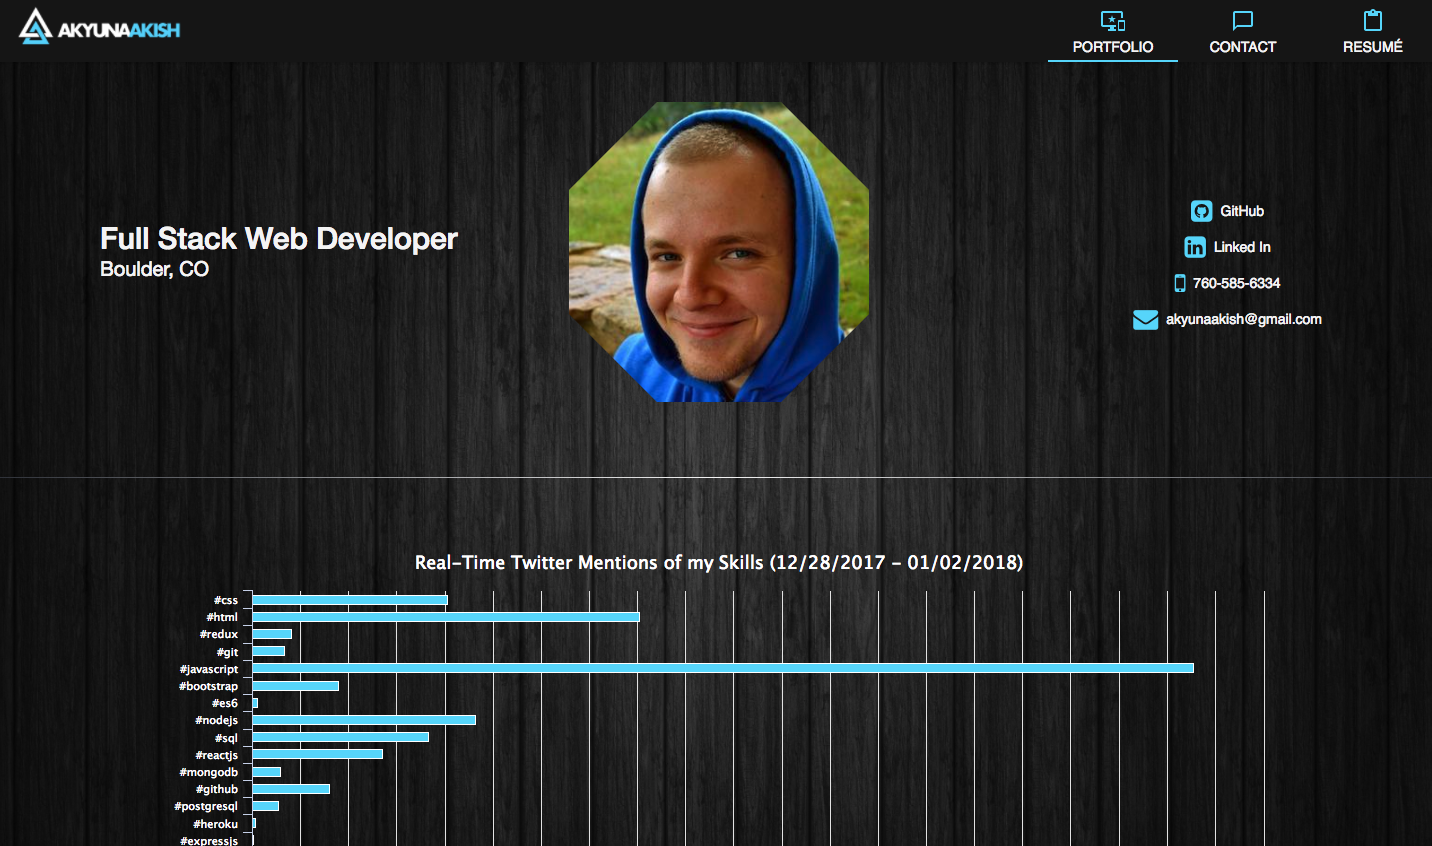 AKYUNAAKISH
PORTFOLIO
CONTACT
RESUMÉ
Full Stack Web Developer
Boulder, CO
GitHub
Linked In
760-585-6334
akyunaakish@gmail.com
Real-Time Twitter Mentions of my Skills (12/28/2017 - 01/02/2018)
#css
#html
#redux
#git
#javascript
#bootstrap
#es6
#nodejs
#sql
#reactjs
#mongodb
#github
#postgresql
#heroku
#expressjs